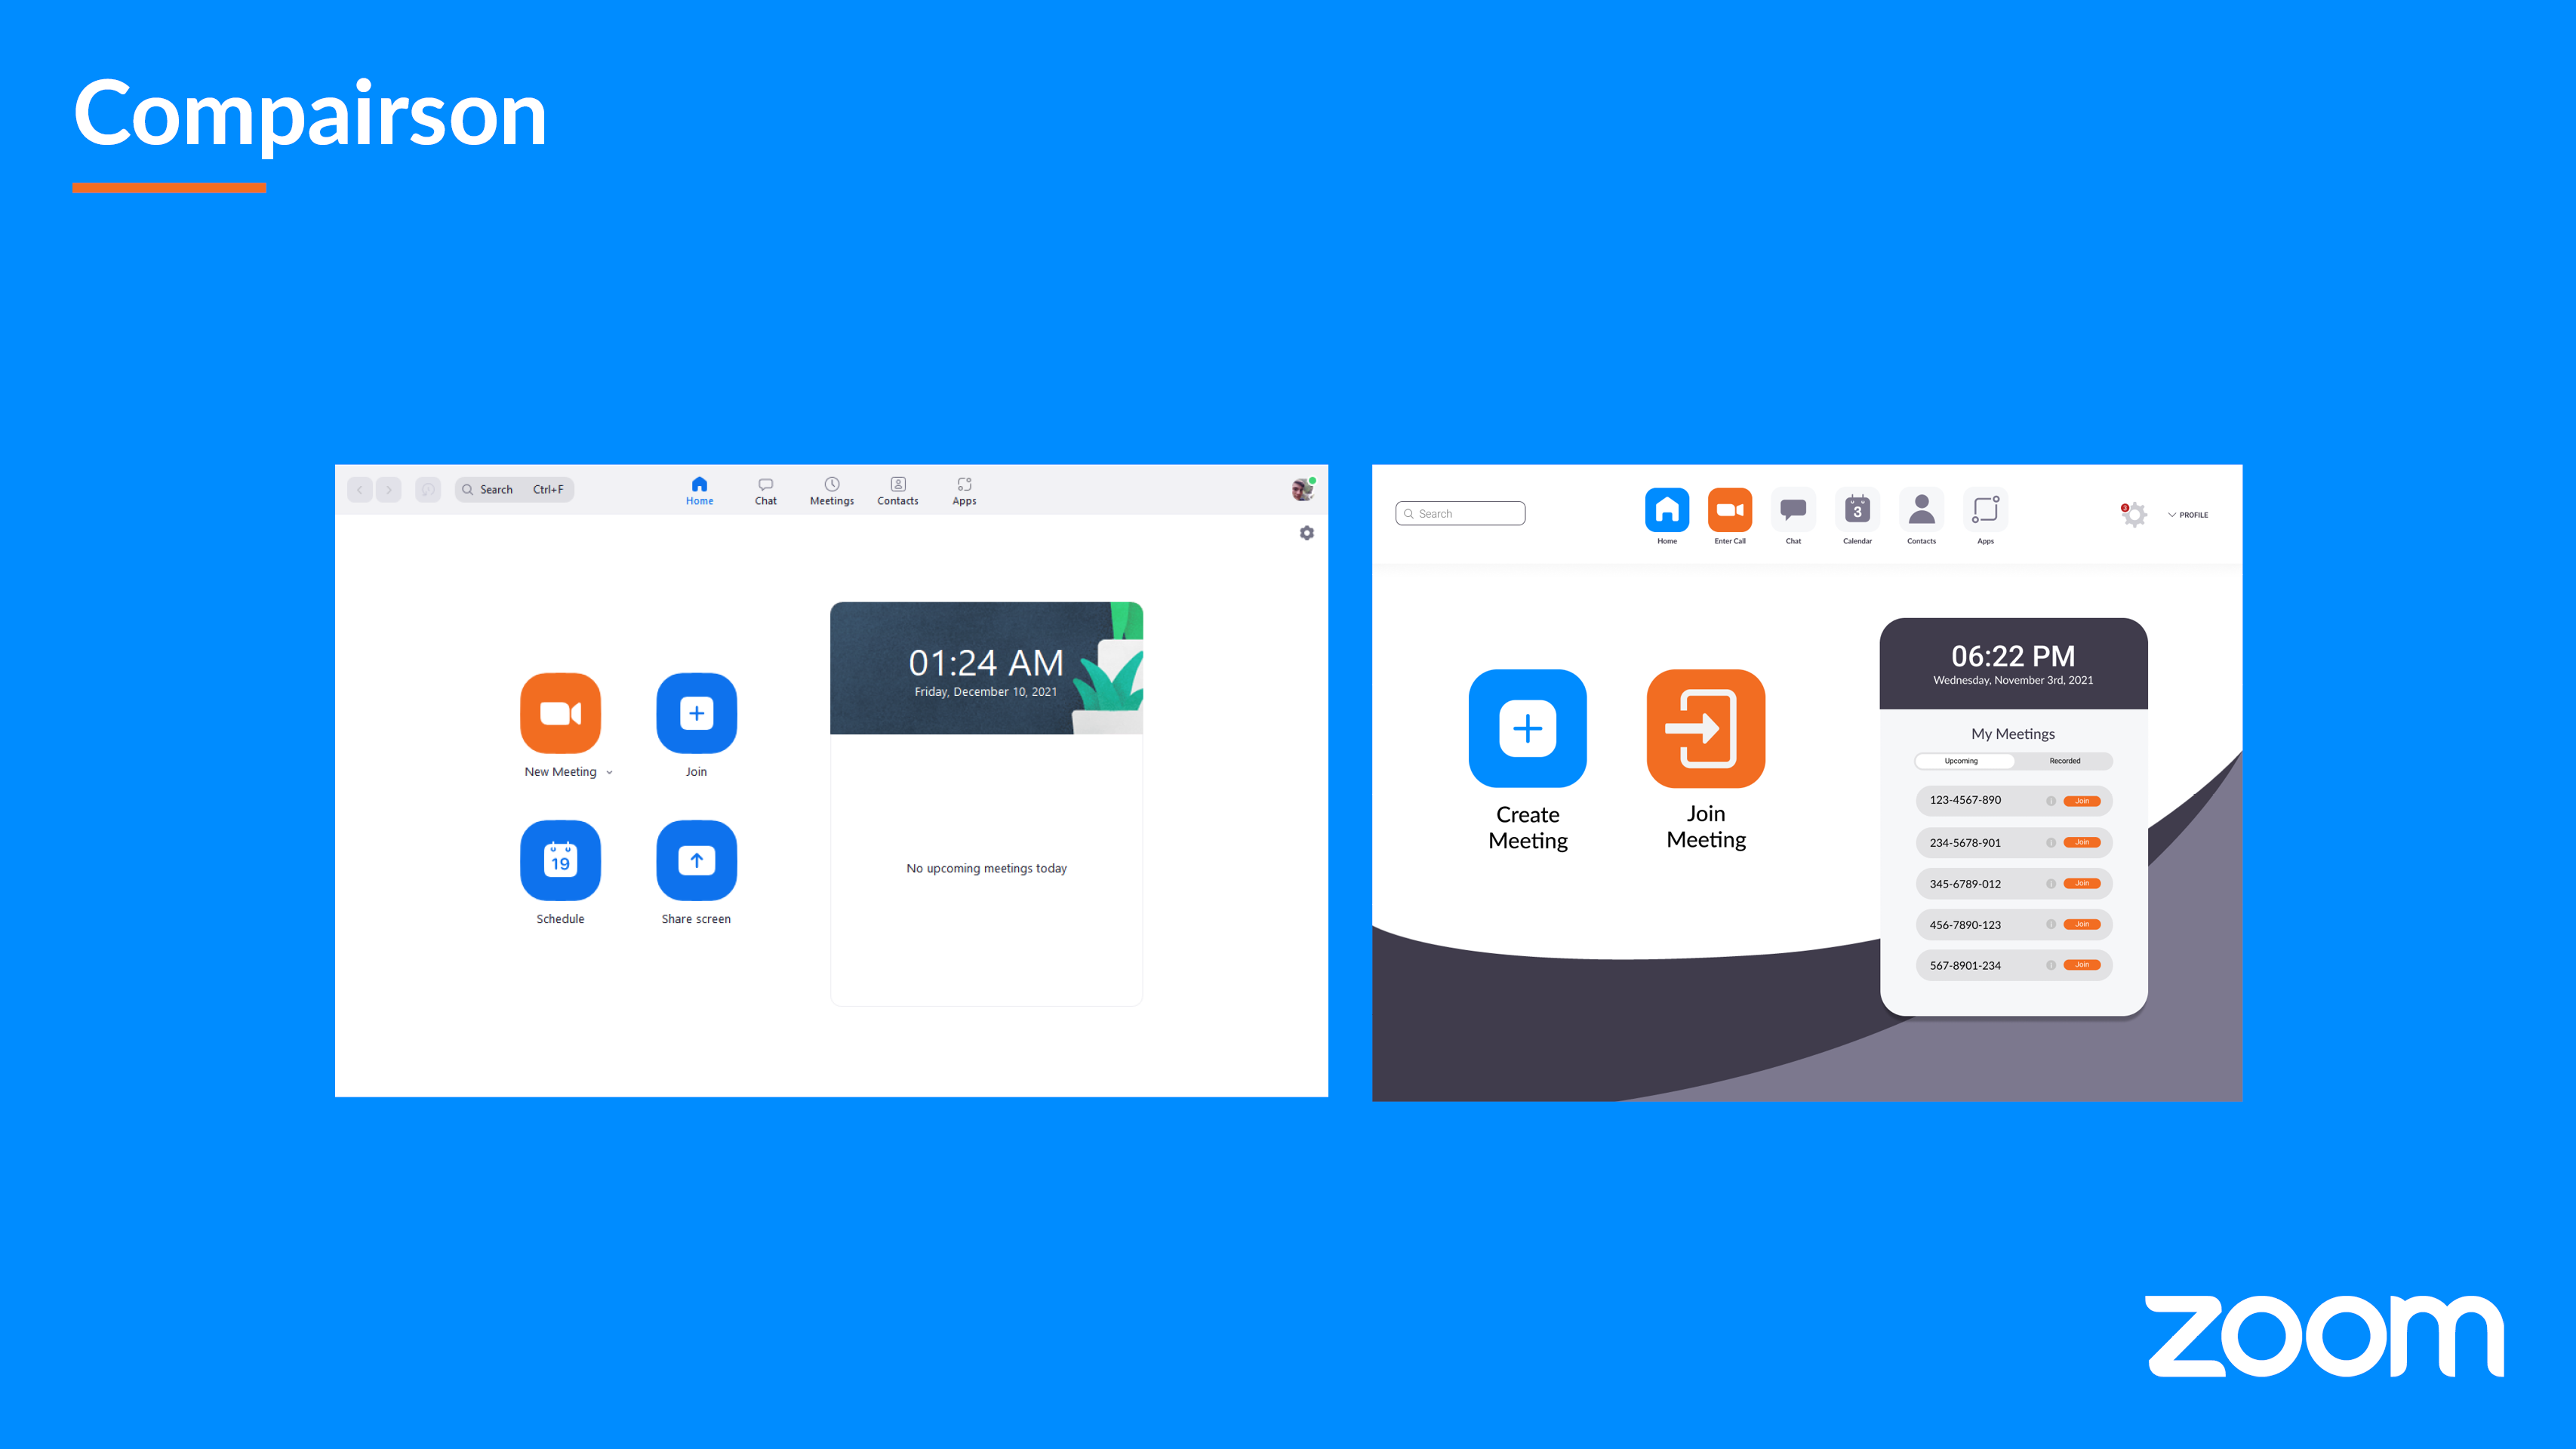 Compairson
Search Ctrl+F
Home Chat Meetings Contacts Apps
01:24 AM
Friday, December 10, 2021
New Meeting Join
19
Schedule Share screen
No upcoming meetings today
Search
3
Home Enter Call Chat Calendar Contacts Apps
3
PROFILE
Create
Meeting
Join
Meeting
06:22 PM
Wednesday, November 3rd, 2021
My Meetings
Upcoming Recorded
123-4567-890 i Join
234-5678-901 i Join
345-6789-012 i Join
456-7890-123 i Join
567-8901-234 i Join
zoom